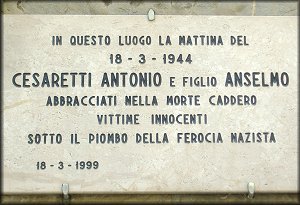 IN QUESTO LUOGO LA MATTINA DEL
18 - 3 - 1944
CESARETTI ANTONIO E FIGLIO ANSELMO
ABBRACCIATI NELLA MORTE CADDERO
VITTIME INNOCENTI
SOTTO IL PIOMBO DELLA FEROCIA NAZISTA
18 - 3 - 1999